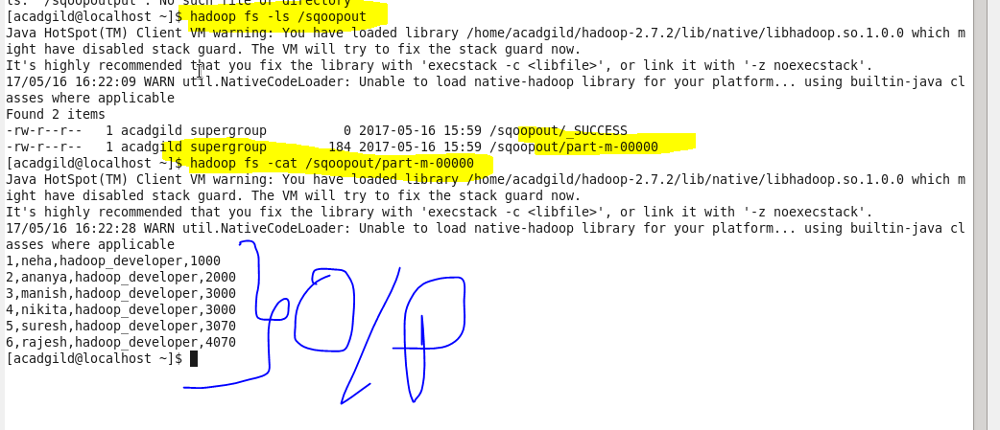 ls: `/sqoopoutput': No such file or directory
[acadgild@localhost ~]$ hadoop fs -ls /sqoopout
Java HotSpot(TM) Client VM warning: You have loaded library /home/acadgild/hadoop-2.7.2/lib/native/libhadoop.so.1.0.0 which m
ight have disabled stack guard. The VM will try to fix the stack guard now.
It's highly recommended that you fix the library with 'execstack -c <libfile>', or link it with '-z noexecstack'.
17/05/16 16:22:09 WARN util.NativeCodeLoader: Unable to load native-hadoop library for your platform... using builtin-java cl
asses where applicable
Found 2 items
-rw-r--r--   1 acadgild supergroup          0 2017-05-16 15:59 /sqoopout/_SUCCESS
-rw-r--r--   1 acadgild supergroup        184 2017-05-16 15:59 /sqoopout/part-m-00000
[acadgild@localhost ~]$ hadoop fs -cat /sqoopout/part-m-00000
Java HotSpot(TM) Client VM warning: You have loaded library /home/acadgild/hadoop-2.7.2/lib/native/libhadoop.so.1.0.0 which m
ight have disabled stack guard. The VM will try to fix the stack guard now.
It's highly recommended that you fix the library with 'execstack -c <libfile>', or link it with '-z noexecstack'.
17/05/16 16:22:28 WARN util.NativeCodeLoader: Unable to load native-hadoop library for your platform... using builtin-java cl
asses where applicable
1,neha,hadoop_developer,1000
2,ananya,hadoop_developer,2000
3,manish,hadoop_developer,3000
4,nikita,hadoop_developer,3000
5,suresh,hadoop_developer,3070
6,rajesh,hadoop_developer,4070
O/p
[acadgild@localhost ~]$